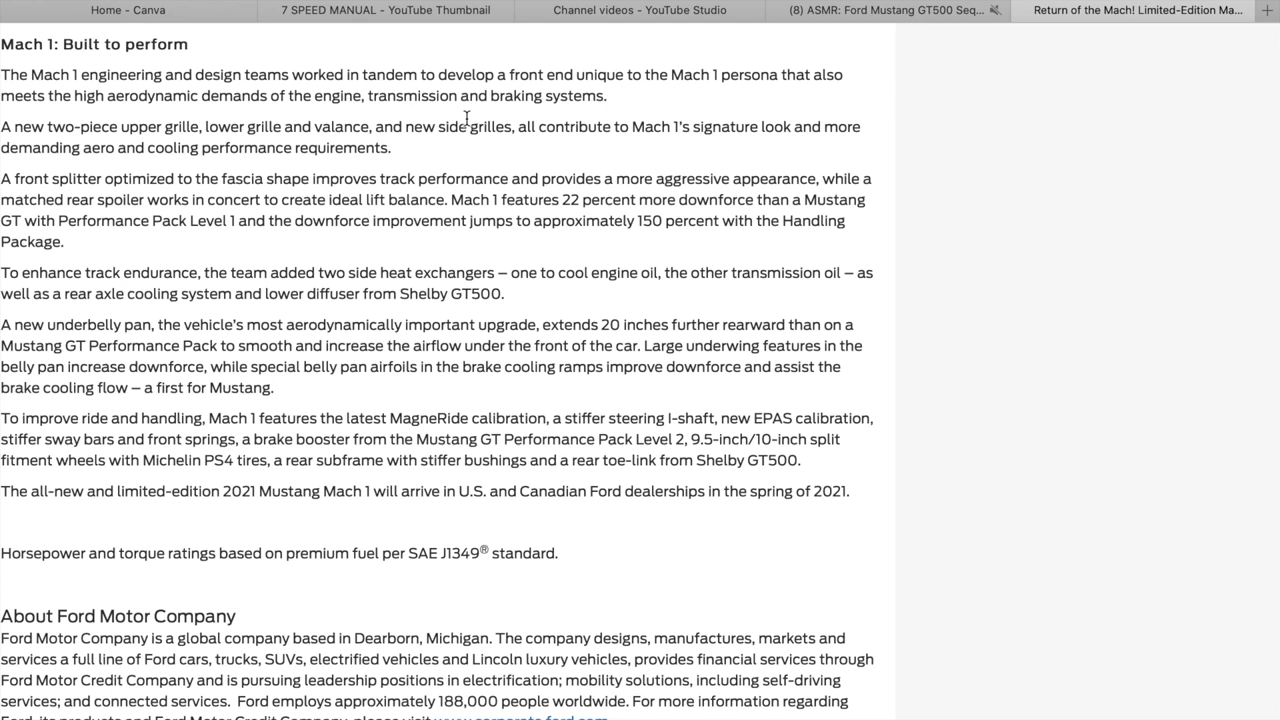 Home - Canva
7 SPEED MANUAL - YouTube Thumbnail
Channel videos - YouTube Studio
(8) ASMR: Ford Mustang GT500 Seq...
Return of the Mach! Limited-Edition Ma...
Mach 1: Built to perform
The Mach 1 engineering and design teams worked in tandem to develop a front end unique to the Mach 1 persona that also
meets the high aerodynamic demands of the engine, transmission and braking systems.
A new two-piece upper grille, lower grille and valance, and new side grilles, all contribute to Mach 1’s signature look and more
demanding aero and cooling performance requirements.
A front splitter optimized to the fascia shape improves track performance and provides a more aggressive appearance, while a
matched rear spoiler works in concert to create ideal lift balance. Mach 1 features 22 percent more downforce than a Mustang
GT with Performance Pack Level 1 and the downforce improvement jumps to approximately 150 percent with the Handling
Package.
To enhance track endurance, the team added two side heat exchangers – one to cool engine oil, the other transmission oil – as
well as a rear axle cooling system and lower diffuser from Shelby GT500.
A new underbelly pan, the vehicle’s most aerodynamically important upgrade, extends 20 inches further rearward than on a
Mustang GT Performance Pack to smooth and increase the airflow under the front of the car. Large underwing features in the
belly pan increase downforce, while special belly pan airfoils in the brake cooling ramps improve downforce and assist the
brake cooling flow – a first for Mustang.
To improve ride and handling, Mach 1 features the latest MagneRide calibration, a stiffer steering I-shaft, new EPAS calibration,
stiffer sway bars and front springs, a brake booster from the Mustang GT Performance Pack Level 2, 9.5-inch/10-inch split
fitment wheels with Michelin PS4 tires, a rear subframe with stiffer bushings and a rear toe-link from Shelby GT500.
The all-new and limited-edition 2021 Mustang Mach 1 will arrive in U.S. and Canadian Ford dealerships in the spring of 2021.
Horsepower and torque ratings based on premium fuel per SAE J1349® standard.
About Ford Motor Company
Ford Motor Company is a global company based in Dearborn, Michigan. The company designs, manufactures, markets and
services a full line of Ford cars, trucks, SUVs, electrified vehicles and Lincoln luxury vehicles, provides financial services through
Ford Motor Credit Company and is pursuing leadership positions in electrification; mobility solutions, including self-driving
services; and connected services. Ford employs approximately 188,000 people worldwide. For more information regarding
Ford, its products and Ford Motor Credit Company, please visit www.corporate.ford.com